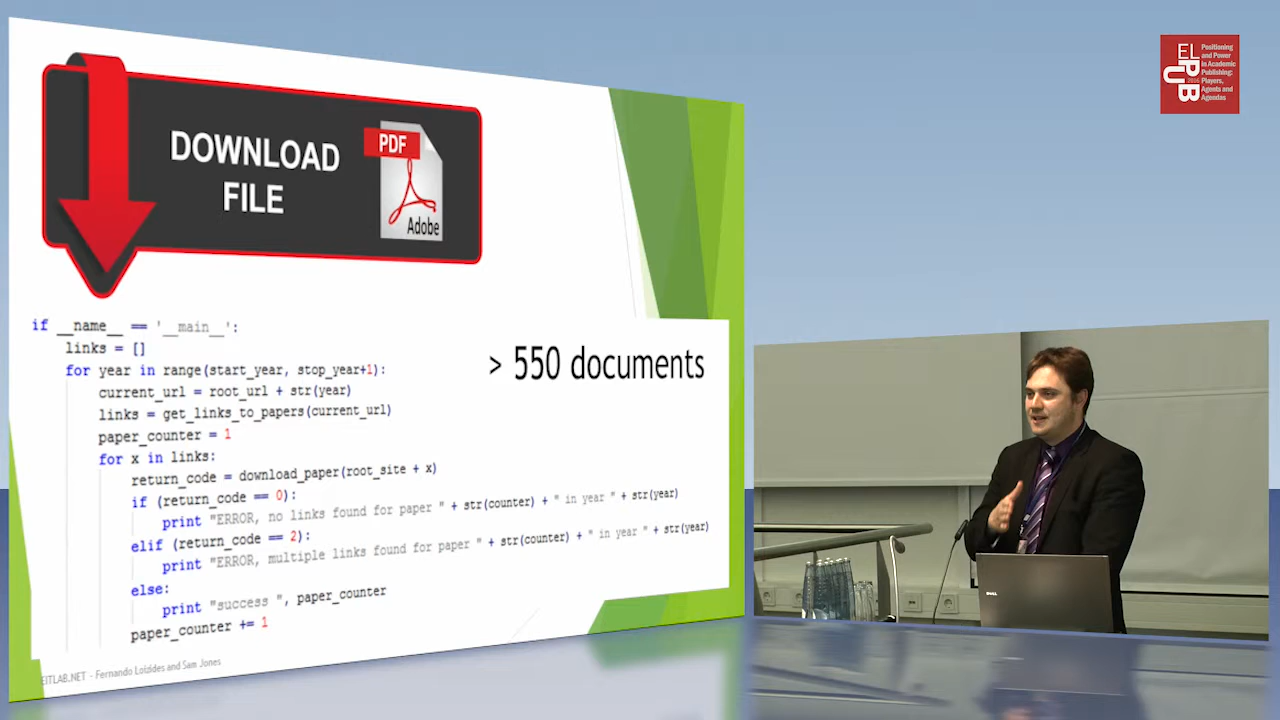 DOWNLOAD
FILE
PDF
Adobe
if __name__ == '__main__':
links = []
for year in range(start_year, stop_year+1):
current_url = root_url + str(year)
links = get_links_to_papers(current_url)
paper_counter = 1
for x in links:
return_code = download_paper(root_site + x)
if (return_code == 0):
print "ERROR, no links found for paper " + str(counter) + " in year " + str(year)
elif (return_code == 2):
print "ERROR, multiple links found for paper " + str(counter) + " in year " + str(year)
else:
print "success ", paper_counter
paper_counter += 1
> 550 documents
EITLAB.NET - Fernando Loizides and Sam Jones
EL
PUB
2016
Positioning
and Power
in Academic
Publishing:
Players,
Agents and
Agendas
DELL